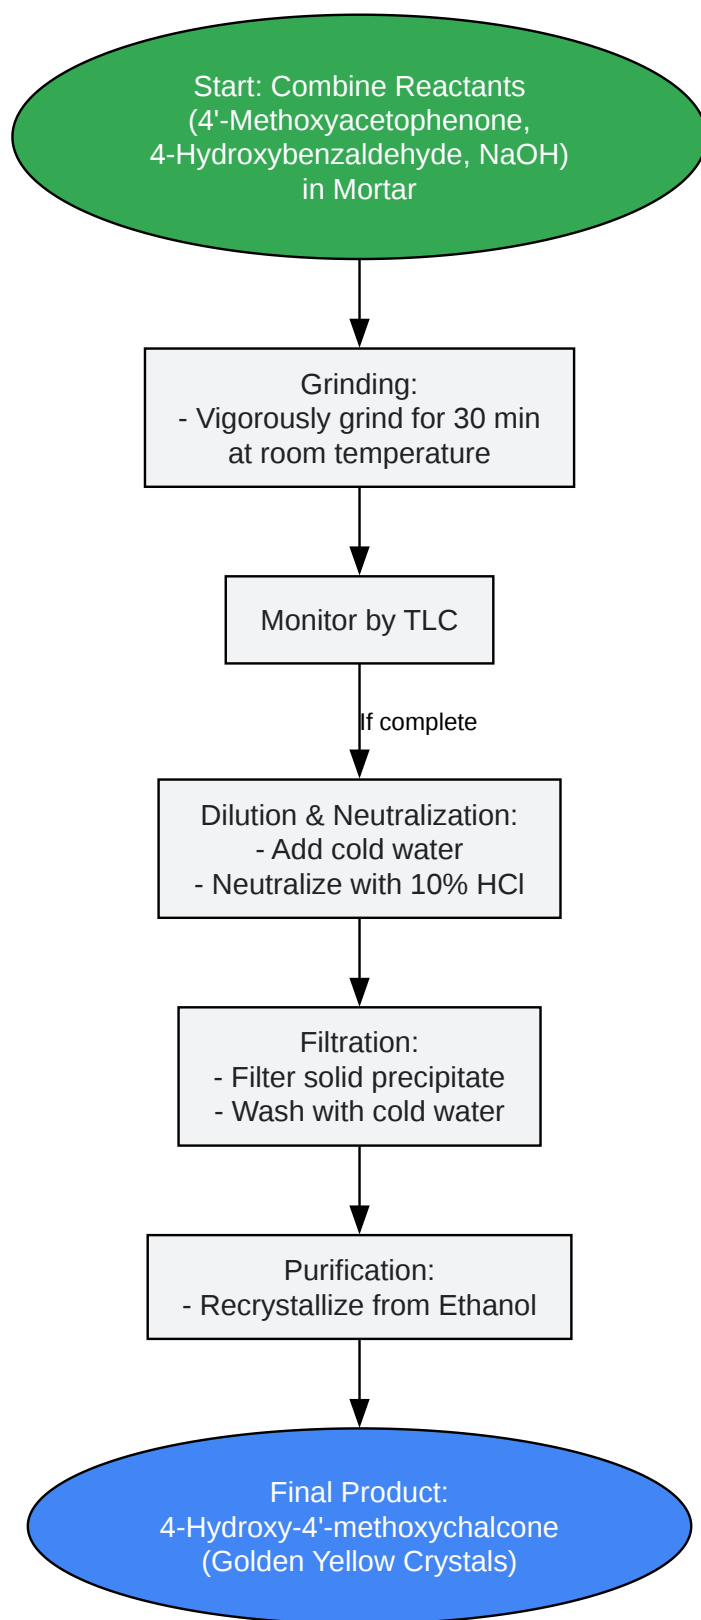 Start: Combine Reactants
(4'-Methoxyacetophenone,
4-Hydroxybenzaldehyde, NaOH)
in Mortar
Grinding:
- Vigorously grind for 30 min
at room temperature
Monitor by TLC
If complete
Dilution & Neutralization:
- Add cold water
- Neutralize with 10% HCl
Filtration:
- Filter solid precipitate
- Wash with cold water
Purification:
- Recrystallize from Ethanol
Final Product:
4-Hydroxy-4'-methoxychalcone
(Golden Yellow Crystals)